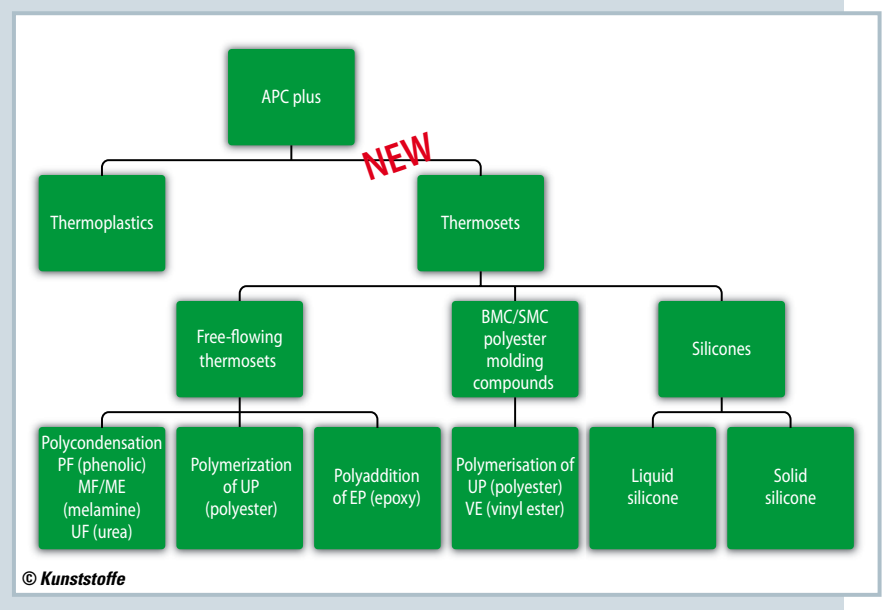 APC plus
NEW
Thermoplastics
Thermosets
Free-flowing
thermosets
BMC/SMC
polyester
molding
compounds
Silicones
Polycondensation
PF (phenolic)
MF/ME
(melamine)
UF (urea)
Polymerization
of UP
(polyester)
Polyaddition
of EP (epoxy)
Polymerisation of
UP (polyester)
VE (vinyl ester)
Liquid
silicone
Solid
silicone
© Kunststoffe